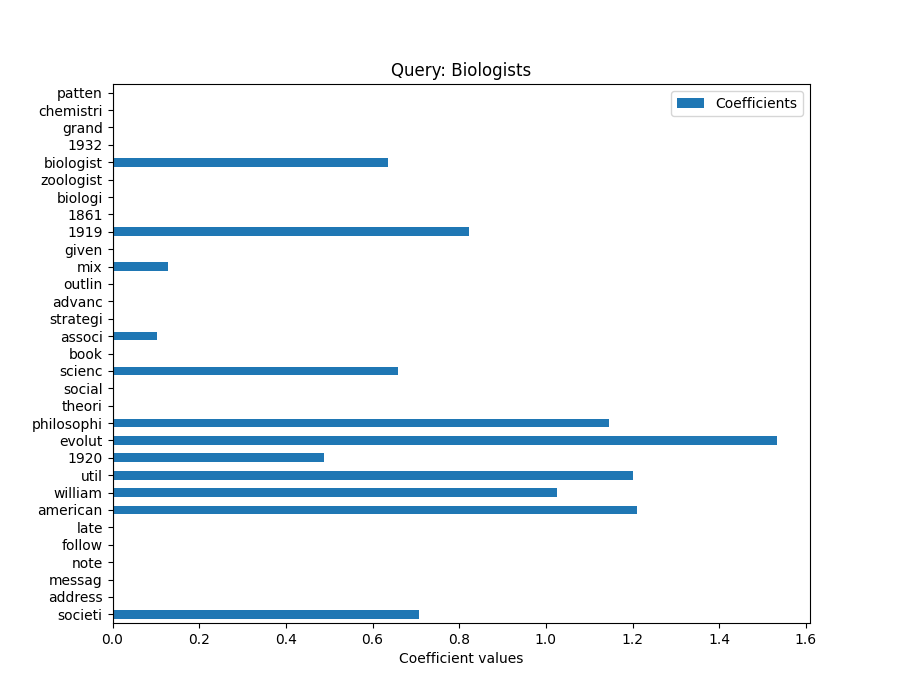 Query: Biologists
Coefficients
patten
chemistri
grand
1932
biologist
zoologist
biologi
1861
1919
given
mix
outlin
advanc
strategi
associ
book
scienc
social
theori
philosophi
evolut
1920
util
william
american
late
follow
note
messag
address
societi
0.0 0.2 0.4 0.6 0.8 1.0 1.2 1.4 1.6
Coefficient values